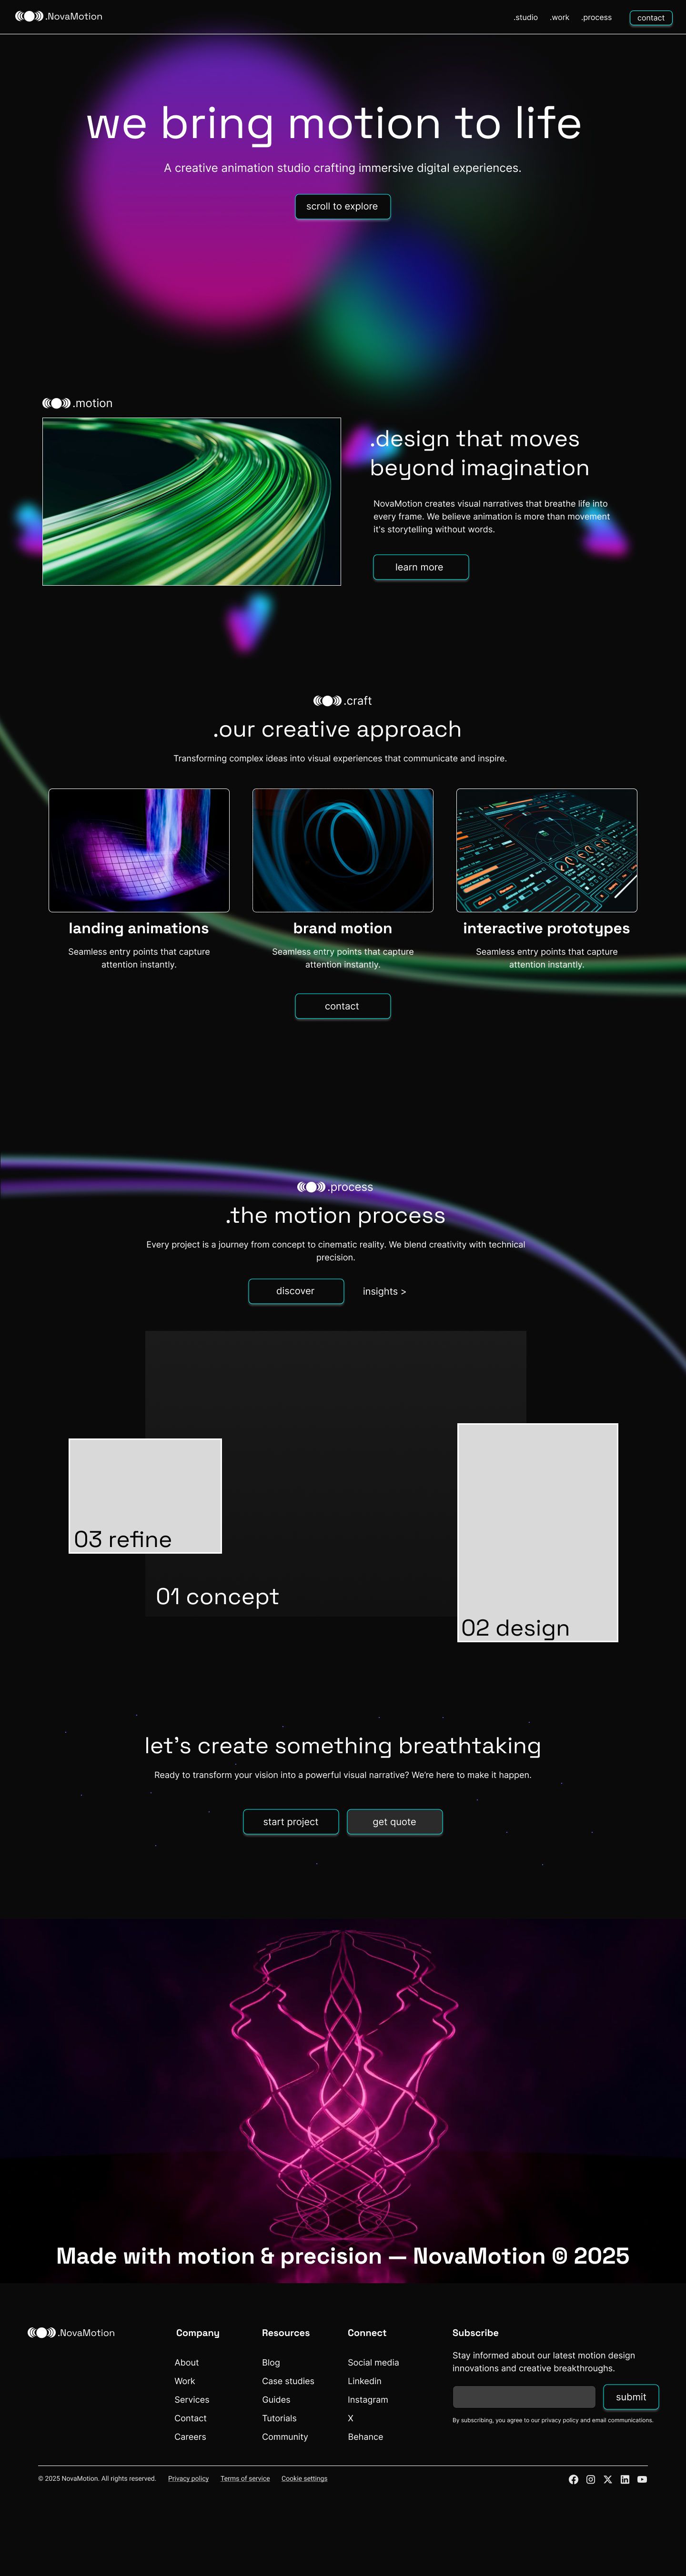 .NovaMotion
.studio
.work
.process
contact
we bring motion to life
A creative animation studio crafting immersive digital experiences.
scroll to explore
.motion
.design that moves
beyond imagination
NovaMotion creates visual narratives that breathe life into
every frame. We believe animation is more than movement
it's storytelling without words.
learn more
.craft
.our creative approach
Transforming complex ideas into visual experiences that communicate and inspire.
landing animations
Seamless entry points that capture
attention instantly.
brand motion
Seamless entry points that capture
attention instantly.
interactive prototypes
Seamless entry points that capture
attention instantly.
contact
.process
.the motion process
Every project is a journey from concept to cinematic reality. We blend creativity with technical
precision.
discover
insights >
03 refine
01 concept
02 design
let's create something breathtaking
Ready to transform your vision into a powerful visual narrative? We're here to make it happen.
start project
get quote
Made with motion & precision — NovaMotion © 2025
.NovaMotion
Company
About
Work
Services
Contact
Careers
Resources
Blog
Case studies
Guides
Tutorials
Community
Connect
Social media
Linkedin
Instagram
X
Behance
Subscribe
Stay informed about our latest motion design
innovations and creative breakthroughs.
submit
By subscribing, you agree to our privacy policy and email communications.
© 2025 NovaMotion. All rights reserved.
Privacy policy
Terms of service
Cookie settings